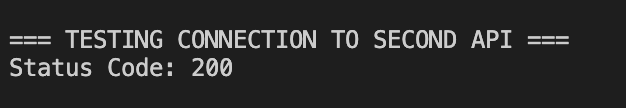 === TESTING CONNECTION TO SECOND API ===
Status Code: 200